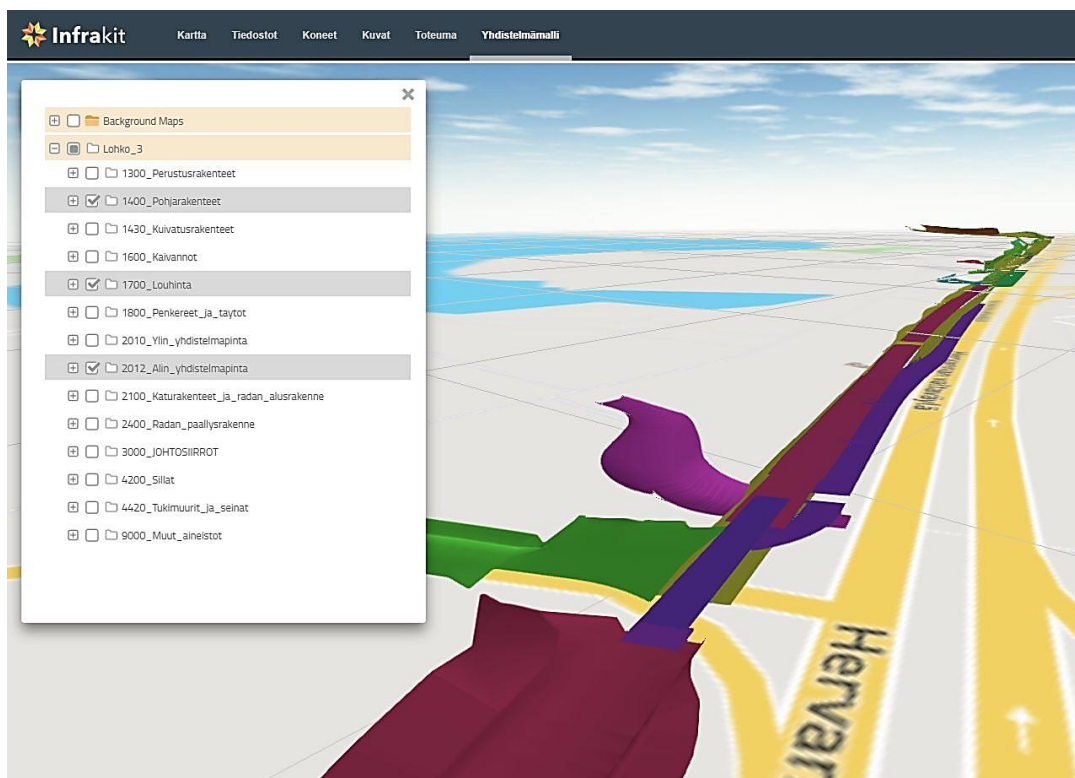 Infrakit
Kartta Tiedostot Koneet Kuvat Toteuma Yhdistelmämalli
Background Maps
Lohko_3
1300_Perustusrakenteet
1400_Pohjarakenteet
1430_Kuivatusrakenteet
1600_Kaivannot
1700_Louhinta
1800_Penkereet_ja_taytot
2010_Ylin_yhdistelmapinta
2012_Alin_yhdistelmapinta
2100_Katurakenteet_ja_radan_alusrakenne
2400_Radan_paallysrakenne
3000_JOHTOSIIRROT
4200_Sillat
4420_Tukimuurit_ja_seinat
9000_Muut_aineistot
Hervan